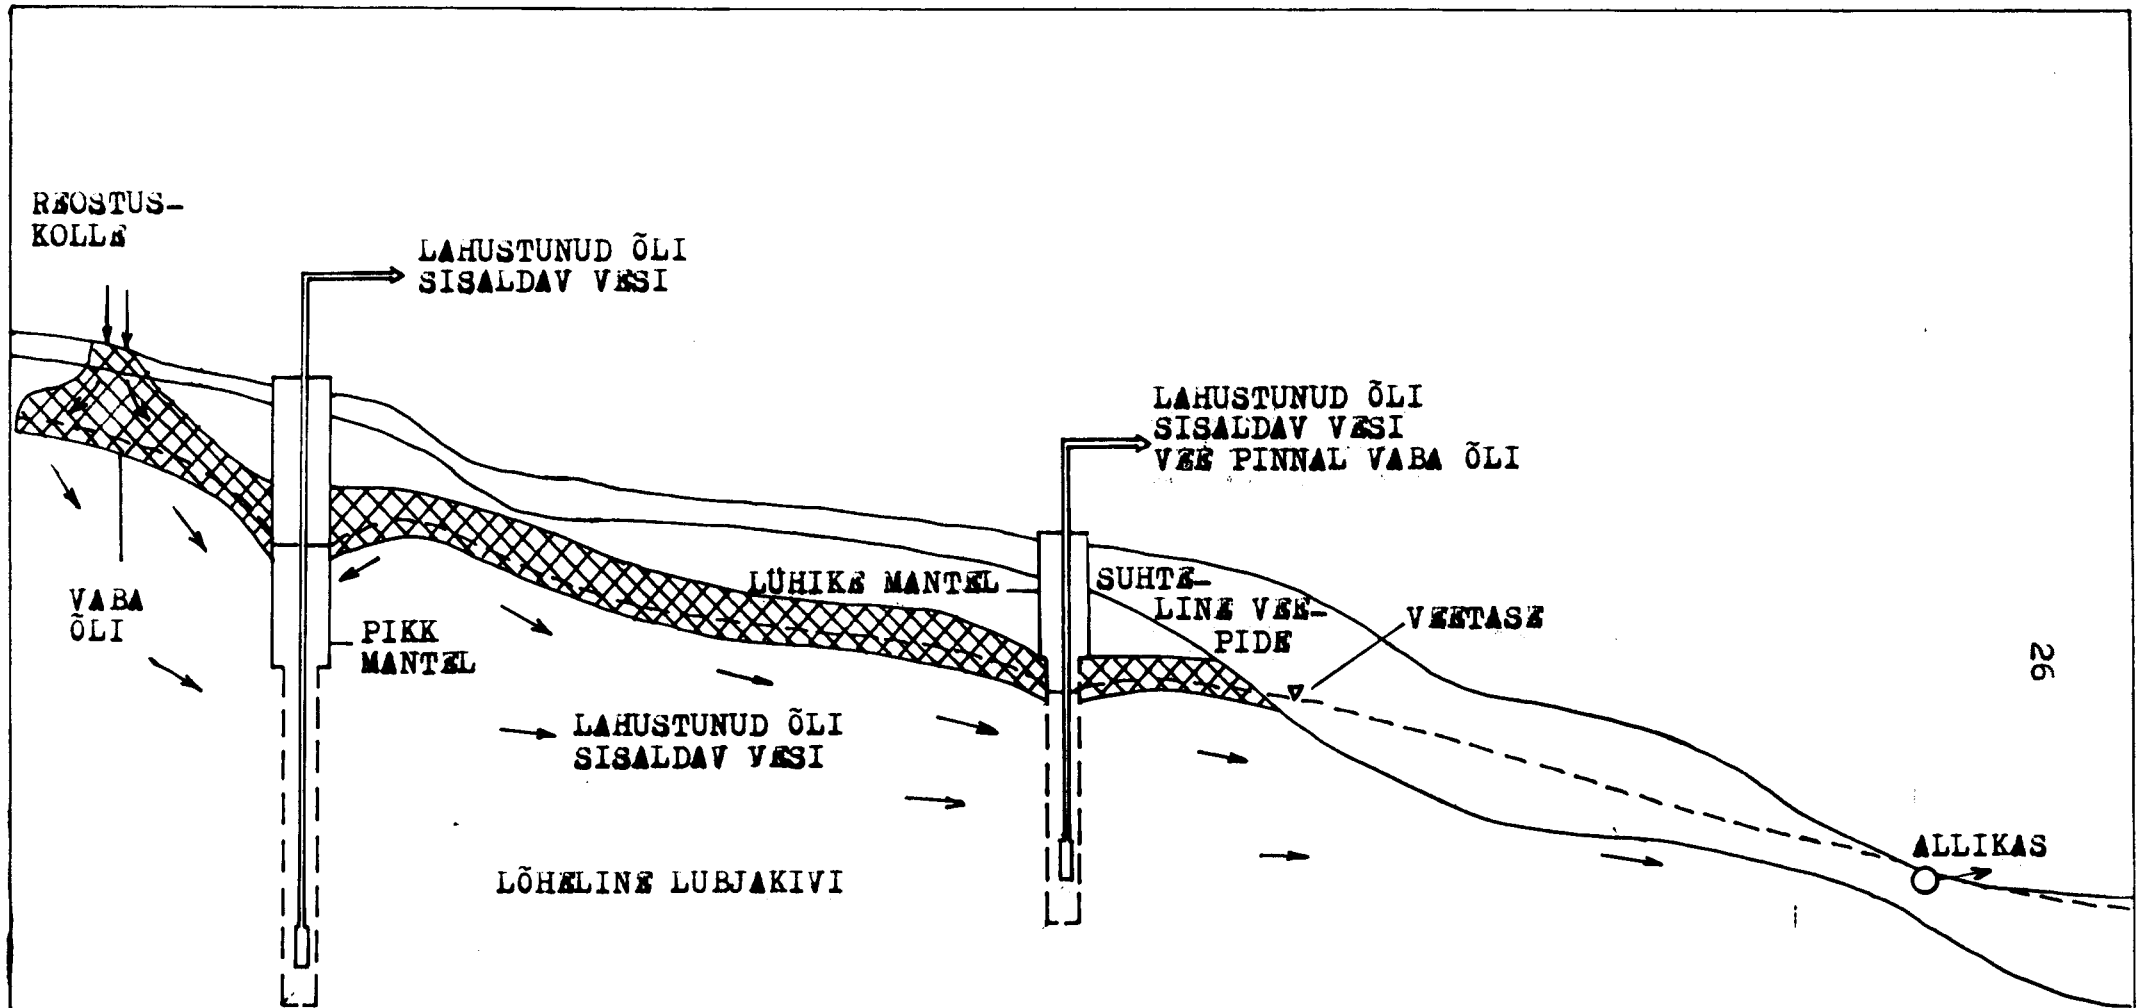 REOSTUS-
KOLLE
LAHUSTUNUD ÕLI
SISALDAV VESI
LAHUSTUNUD ÕLI
SISALDAV VESI
VEE PINNAL VABA ÕLI
VABA
ÕLI
PIKK
MANTEL
LÜHIKE MANTEL
SUHTE-
LINE VEE-
PIDE
VEETASE
26
LAHUSTUNUD ÕLI
SISALDAV VESI
LÕHELINE LUBJAKIVI
ALLIKAS